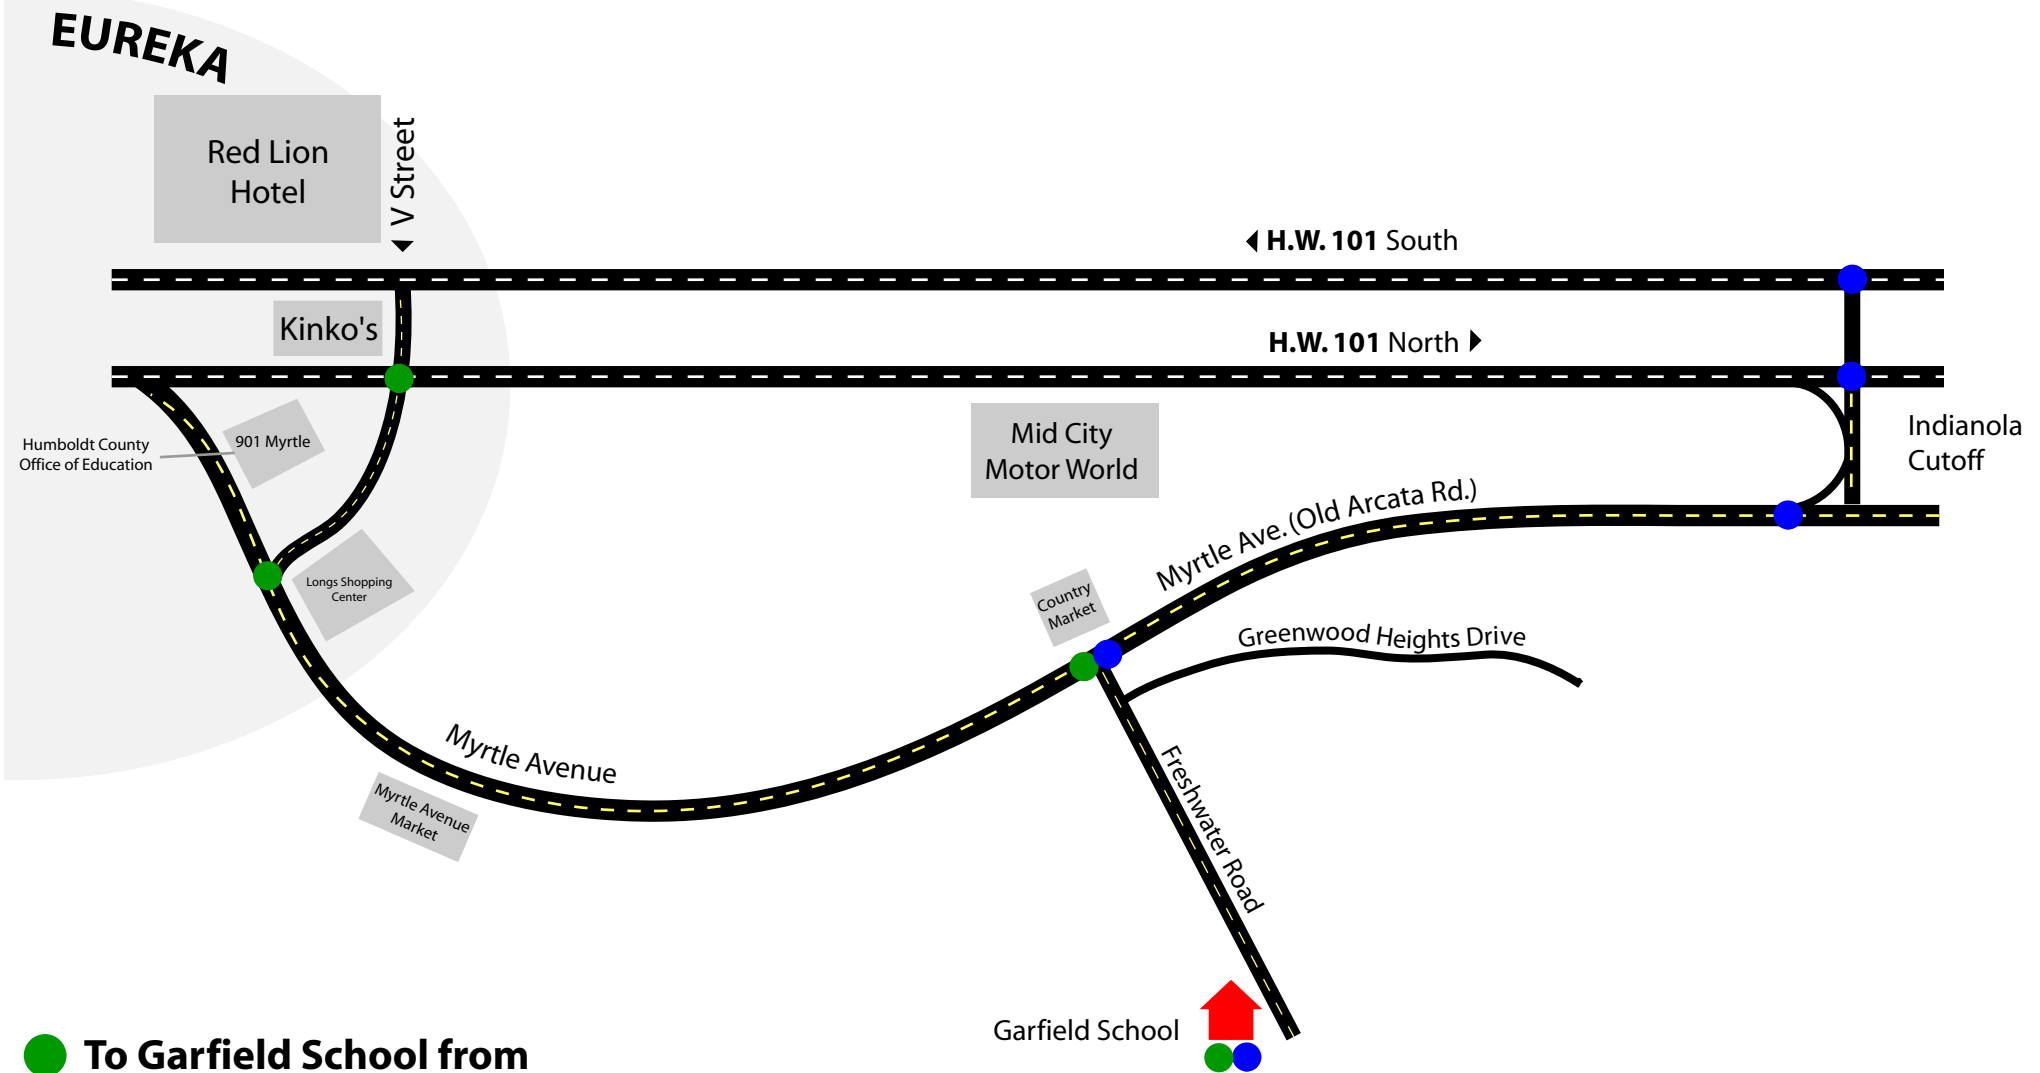 EUREKA
Red Lion
Hotel
V Street
H.W. 101 South
Kinko's
H.W. 101 North
Humboldt County
Office of Education
901 Myrtle
Mid City
Motor World
Indianola
Cutoff
Myrtle Ave. (Old Arcata Rd.)
Longs Shopping
Center
Country
Market
Greenwood Heights Drive
Myrtle Avenue
Myrtle Avenue
Market
Freshwater Road
Garfield School
To Garfield School from